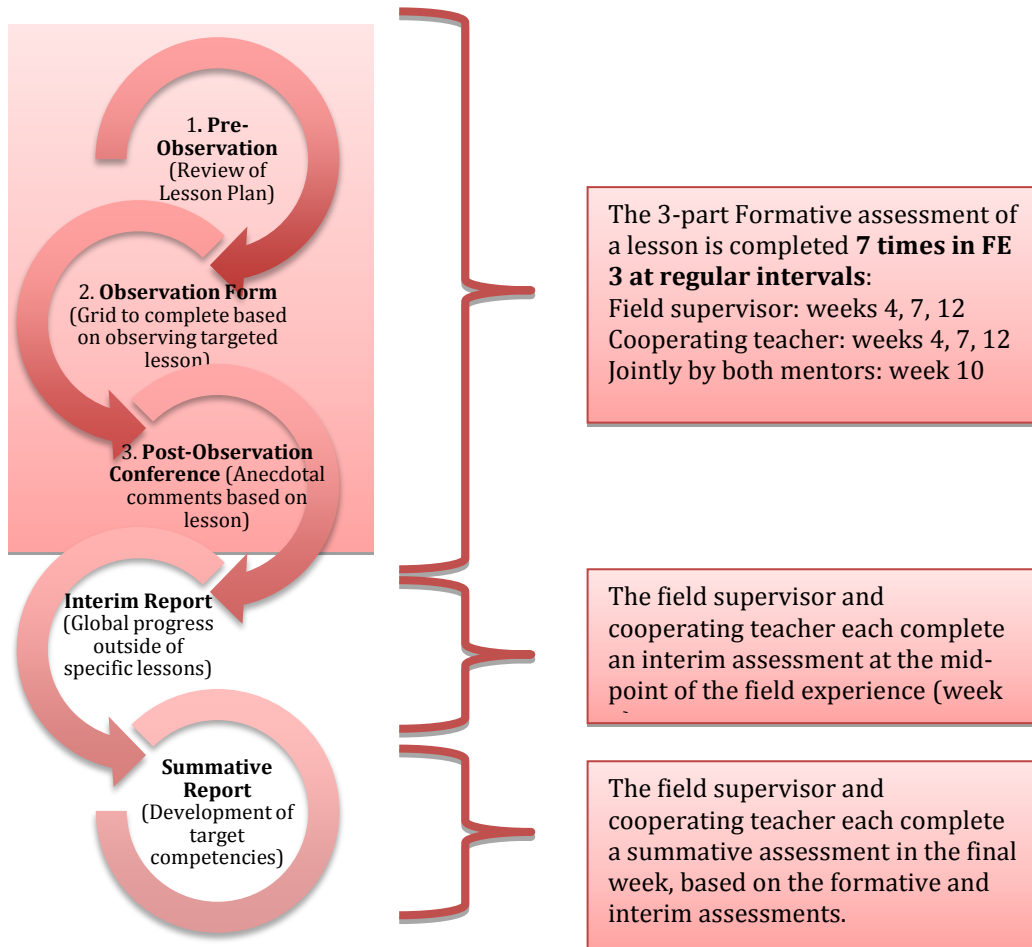 1. Pre-
Observation
(Review of
Lesson Plan)
2. Observation Form
(Grid to complete based
on observing targeted
lesson)
3. Post-Observation
Conference (Anecdotal
comments based on
lesson)
Interim Report
(Global progress
outside of
specific lessons)
Summative
Report
(Development of
target
competencies)
The 3-part Formative assessment of
a lesson is completed 7 times in FE
3 at regular intervals:
Field supervisor: weeks 4, 7, 12
Cooperating teacher: weeks 4, 7, 12
Jointly by both mentors: week 10
The field supervisor and
cooperating teacher each complete
an interim assessment at the mid-
point of the field experience (week
The field supervisor and
cooperating teacher each complete
a summative assessment in the final
week, based on the formative and
interim assessments.